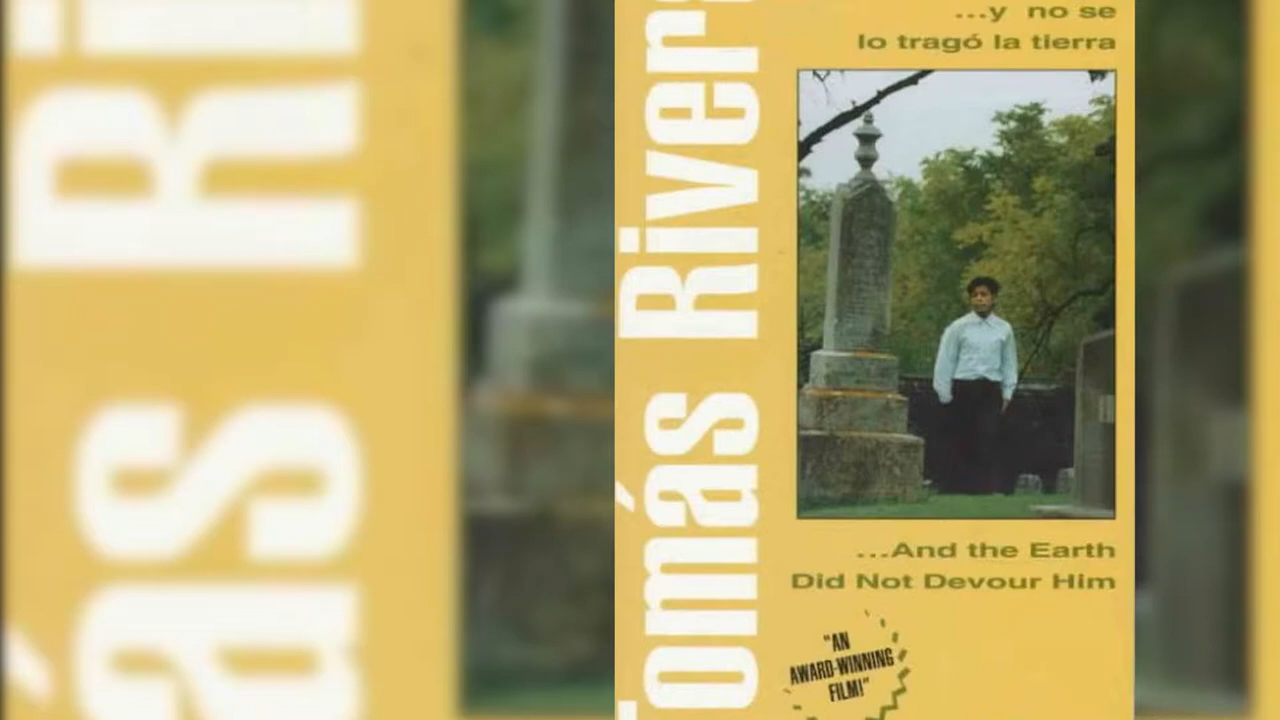 Tomás Rivera
...y no se
lo tragó la tierra
...And the Earth
Did Not Devour Him
"AN
AWARD-WINNING
FILM!"